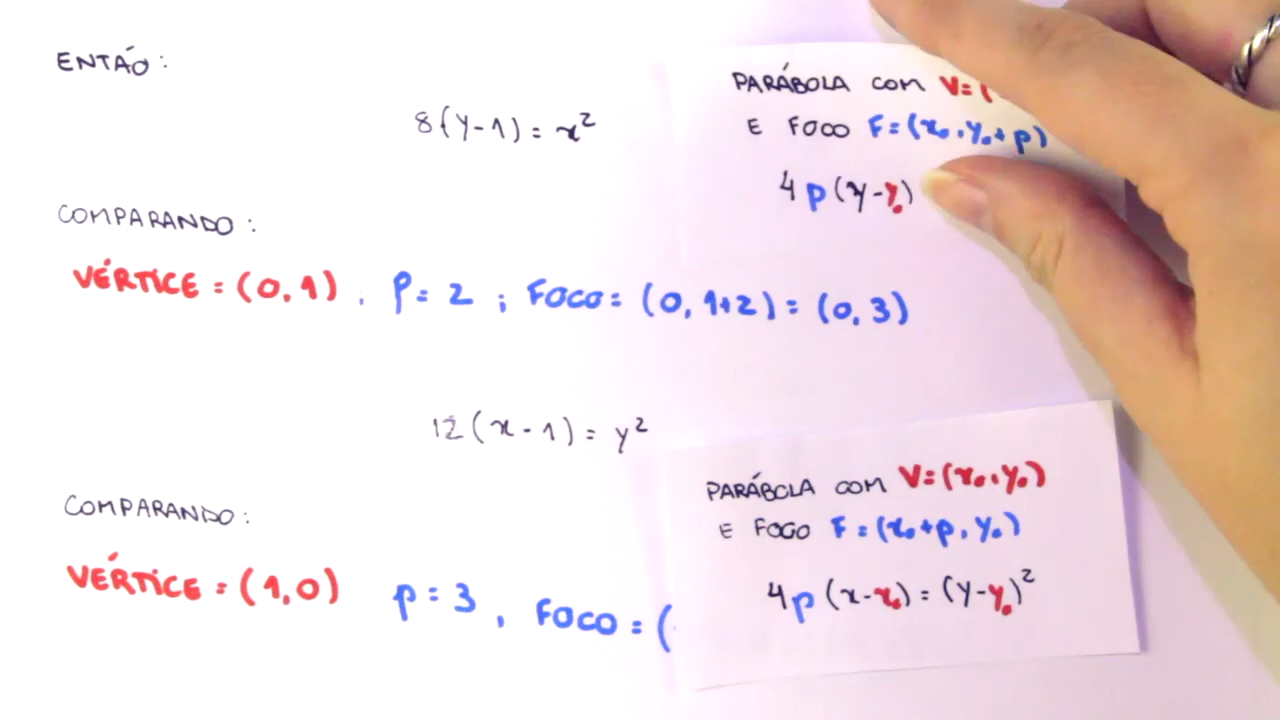 ENTÃO:
8(y-1) = x²
COMPARANDO:
VÉRTICE = (0,1), p = 2 ; FOCO = (0, 1+2) = (0, 3)
12(x-1) = y²
COMPARANDO:
VÉRTICE = (1,0) p = 3, FOCO = (
PARÁBOLA COM V=(
E FOCO F=(x₀, y₀+p)
4p(y-y₀)
PARÁBOLA COM V=(x₀,y₀)
E FOCO F=(x₀+p, y₀)
4p(x-x₀) = (y-y₀)²